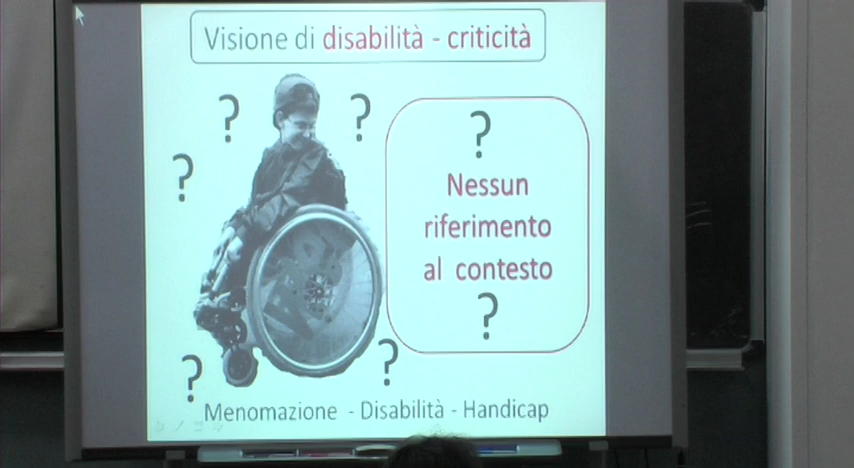 Visione di disabilità - criticità
? ?
?
?
Nessun
riferimento
al contesto
?
? ?
Menomazione - Disabilità - Handicap